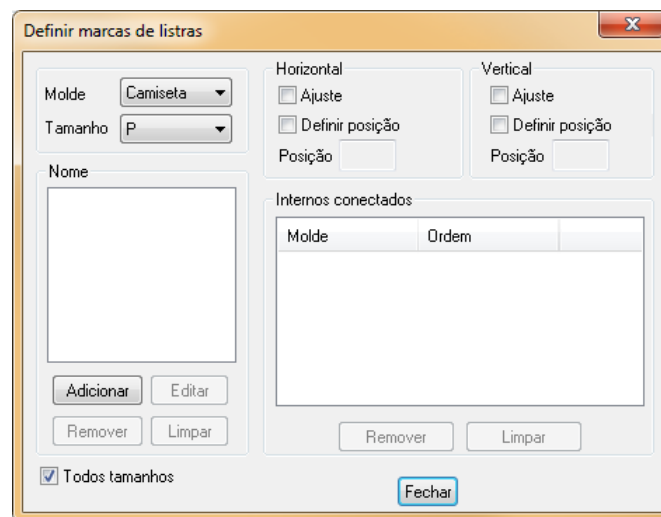 Definir marcas de listras
Molde Camiseta
Tamanho P
Horizontal
Ajuste
Definir posição
Posição
Vertical
Ajuste
Definir posição
Posição
Nome
Adicionar Editar
Remover Limpar
Internos conectados
Molde Ordem
Remover Limpar
Todos tamanhos
Fechar